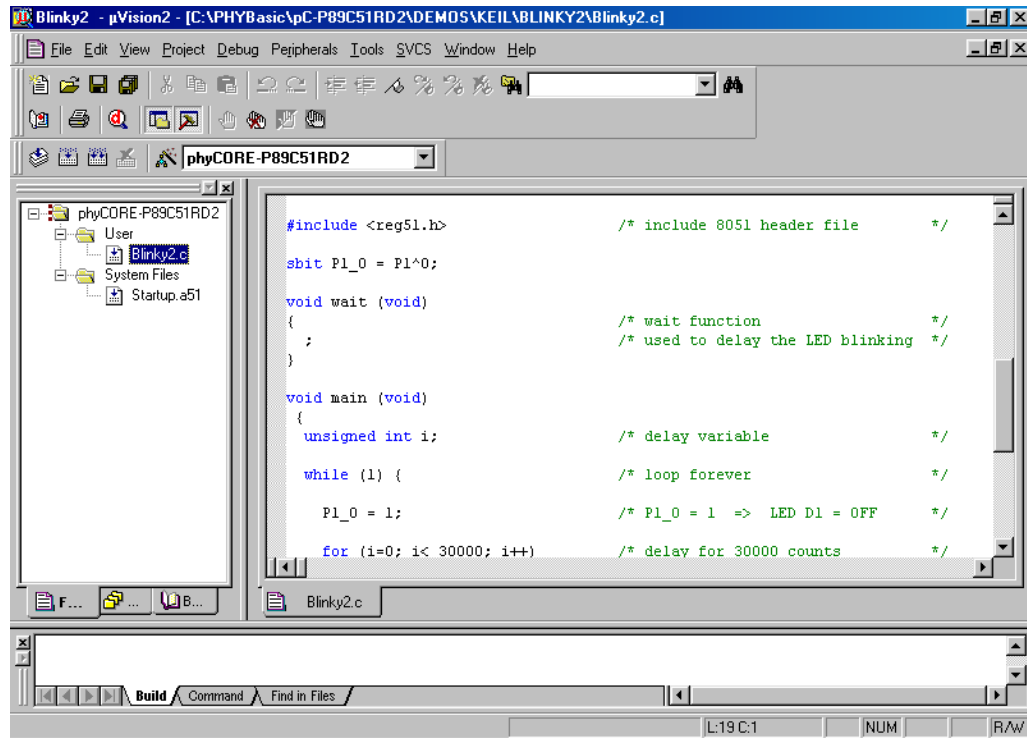 Blinky2 - µVision2 - [C:\PHYBasic\pC-P89C51RD2\DEMOS\KEIL\BLINKY2\Blinky2.c]
File Edit View Project Debug Peripherals Tools SVCS Window Help
phyCORE-P89C51RD2
phyCORE-P89C51RD2
User
Blinky2.c
System Files
Startup.a51
F... ... B...
#include <reg51.h> /* include 8051 header file */
sbit P1_0 = P1^0;
void wait (void)
{ /* wait function */
; /* used to delay the LED blinking */
}
void main (void)
{
unsigned int i; /* delay variable */
while (1) { /* loop forever */
P1_0 = 1; /* P1_0 = 1 => LED D1 = OFF */
for (i=0; i< 30000; i++) /* delay for 30000 counts */
Blinky2.c
Build Command Find in Files
L:19 C:1 NUM R/W